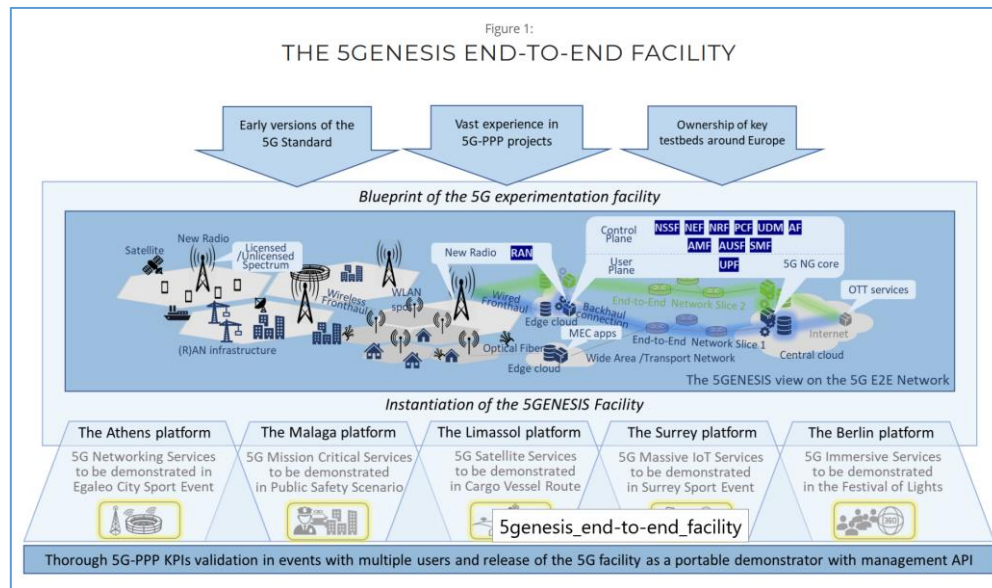 Figure 1:
THE 5GENESIS END-TO-END FACILITY
Early versions of the
5G Standard
Vast experience in
5G-PPP projects
Ownership of key
testbeds around Europe
Blueprint of the 5G experimentation facility
Satellite
New Radio
Licensed
/Unlicensed
Spectrum
(R)AN infrastructure
Wireless
Fronthaul
WLAN
Optical Fiber
New Radio
RAN
Wired
Fronthaul
Control
Plane
NSSF NEF NRF PCF UDM AF
AMF AUSF SMF
User
Plane
UPF
5G NG core
Edge cloud
Backhaul
connection
MEC apps
Edge cloud
End-to-End Network Slice 2
End-to-End Network Slice 1
Wide Area /Transport Network
OTT services
Internet
Central cloud
The 5GENESIS view on the 5G E2E Network
Instantiation of the 5GENESIS Facility
The Athens platform
5G Networking Services
to be demonstrated in
Egaleo City Sport Event
The Malaga platform
5G Mission Critical Services
to be demonstrated
in Public Safety Scenario
The Limassol platform
5G Satellite Services
to be demonstrated
in Cargo Vessel Route
The Surrey platform
5G Massive IoT Services
to be demonstrated
in Surrey Sport Event
The Berlin platform
5G Immersive Services
to be demonstrated
in the Festival of Lights
360
5genesis_end-to-end_facility
Thorough 5G-PPP KPIs validation in events with multiple users and release of the 5G facility as a portable demonstrator with management API